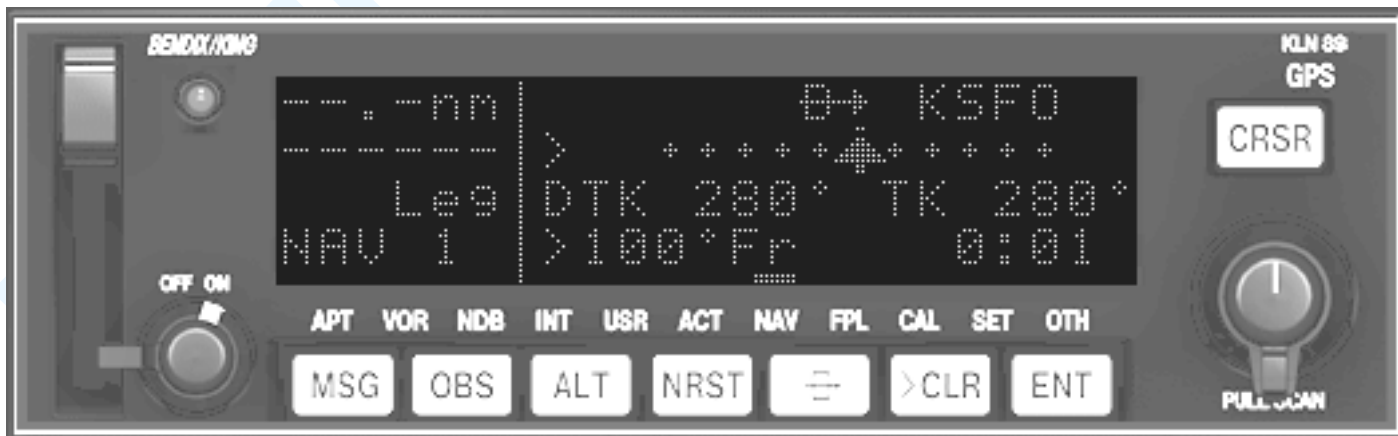 BENDIX/KING
KLN 89
GPS
--.-nm
KSFO
------
>
Leg
DTK 280° TK 280°
NAV 1
>100°Fr 0:01
CRSR
OFF ON
APT VOR NDB INT USR ACT NAV FPL CAL SET OTH
MSG OBS ALT NRST >CLR ENT
PULL SCAN